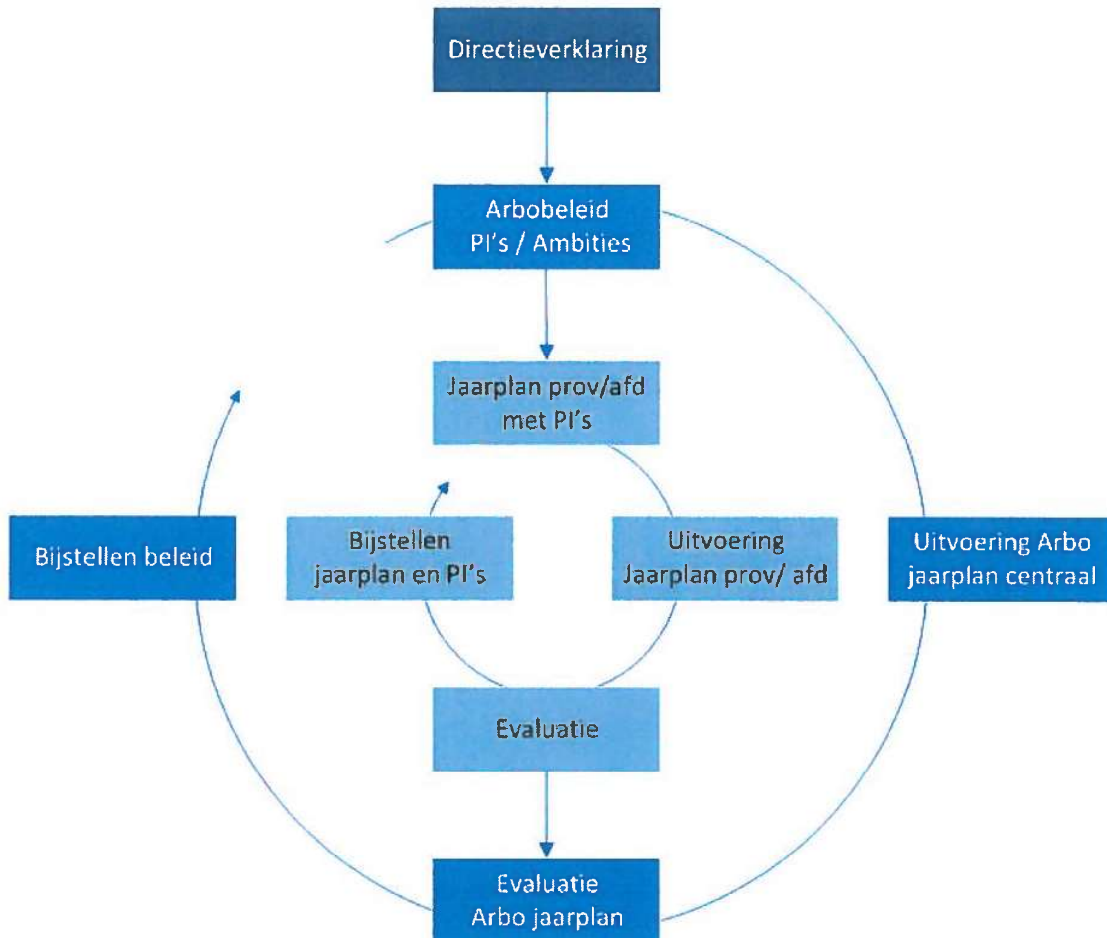 Directieverklaring
Arbobeleid
PI's / Ambities
Jaarplan prov/afd
met PI's
Bijstellen beleid
Bijstellen
jaarplan en PI's
Uitvoering
Jaarplan prov/ afd
Uitvoering Arbo
jaarplan centraal
Evaluatie
Evaluatie
Arbo jaarplan